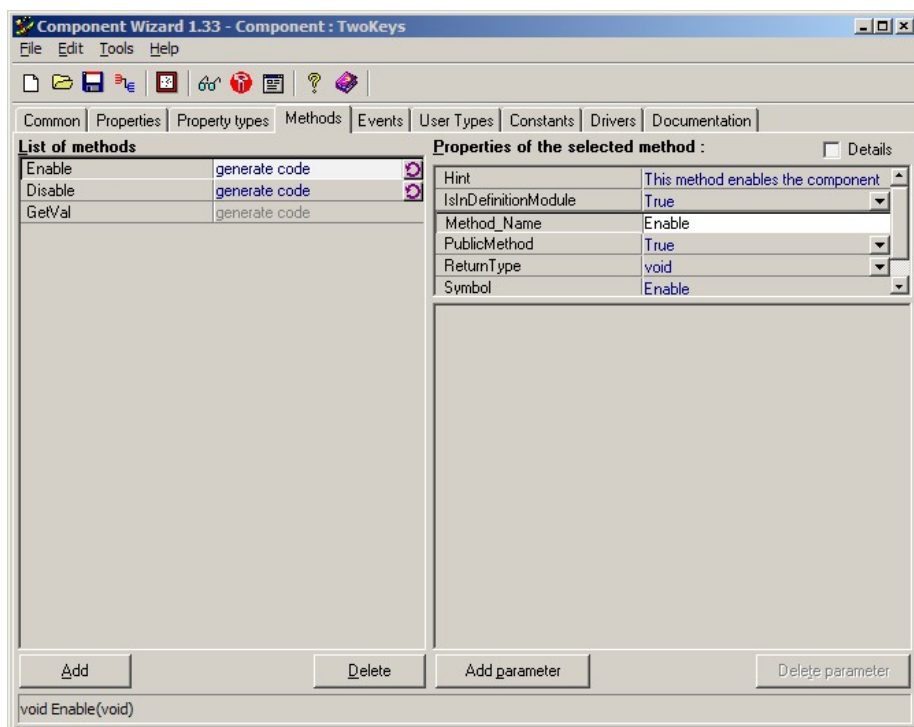 Component Wizard 1.33 - Component : TwoKeys
File Edit Tools Help
Common Properties Property types Methods Events User Types Constants Drivers Documentation
List of methods
Enable generate code
Disable generate code
GetVal generate code
Properties of the selected method : Details
Hint This method enables the component
IsInDefinitionModule True
Method_Name Enable
PublicMethod True
ReturnType void
Symbol Enable
Add Delete Add parameter Delete parameter
void Enable(void)